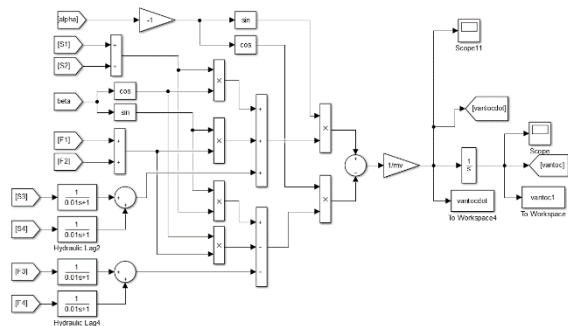 [alpha]
-1
sin
cos
Scope11
[S1]
[S2]
beta
cos
sin
[F1]
[F2]
[S3]
1
0.01s+1
[S4]
1
0.01s+1
Hydraulic Lag2
[F3]
1
0.01s+1
[F4]
1
0.01s+1
Hydraulic Lag4
×
×
×
×
×
×
1/mv
1
s
[vantocdot]
Scope
[vantoc]
vantocdot
To Workspace4
vantoc1
To Workspace